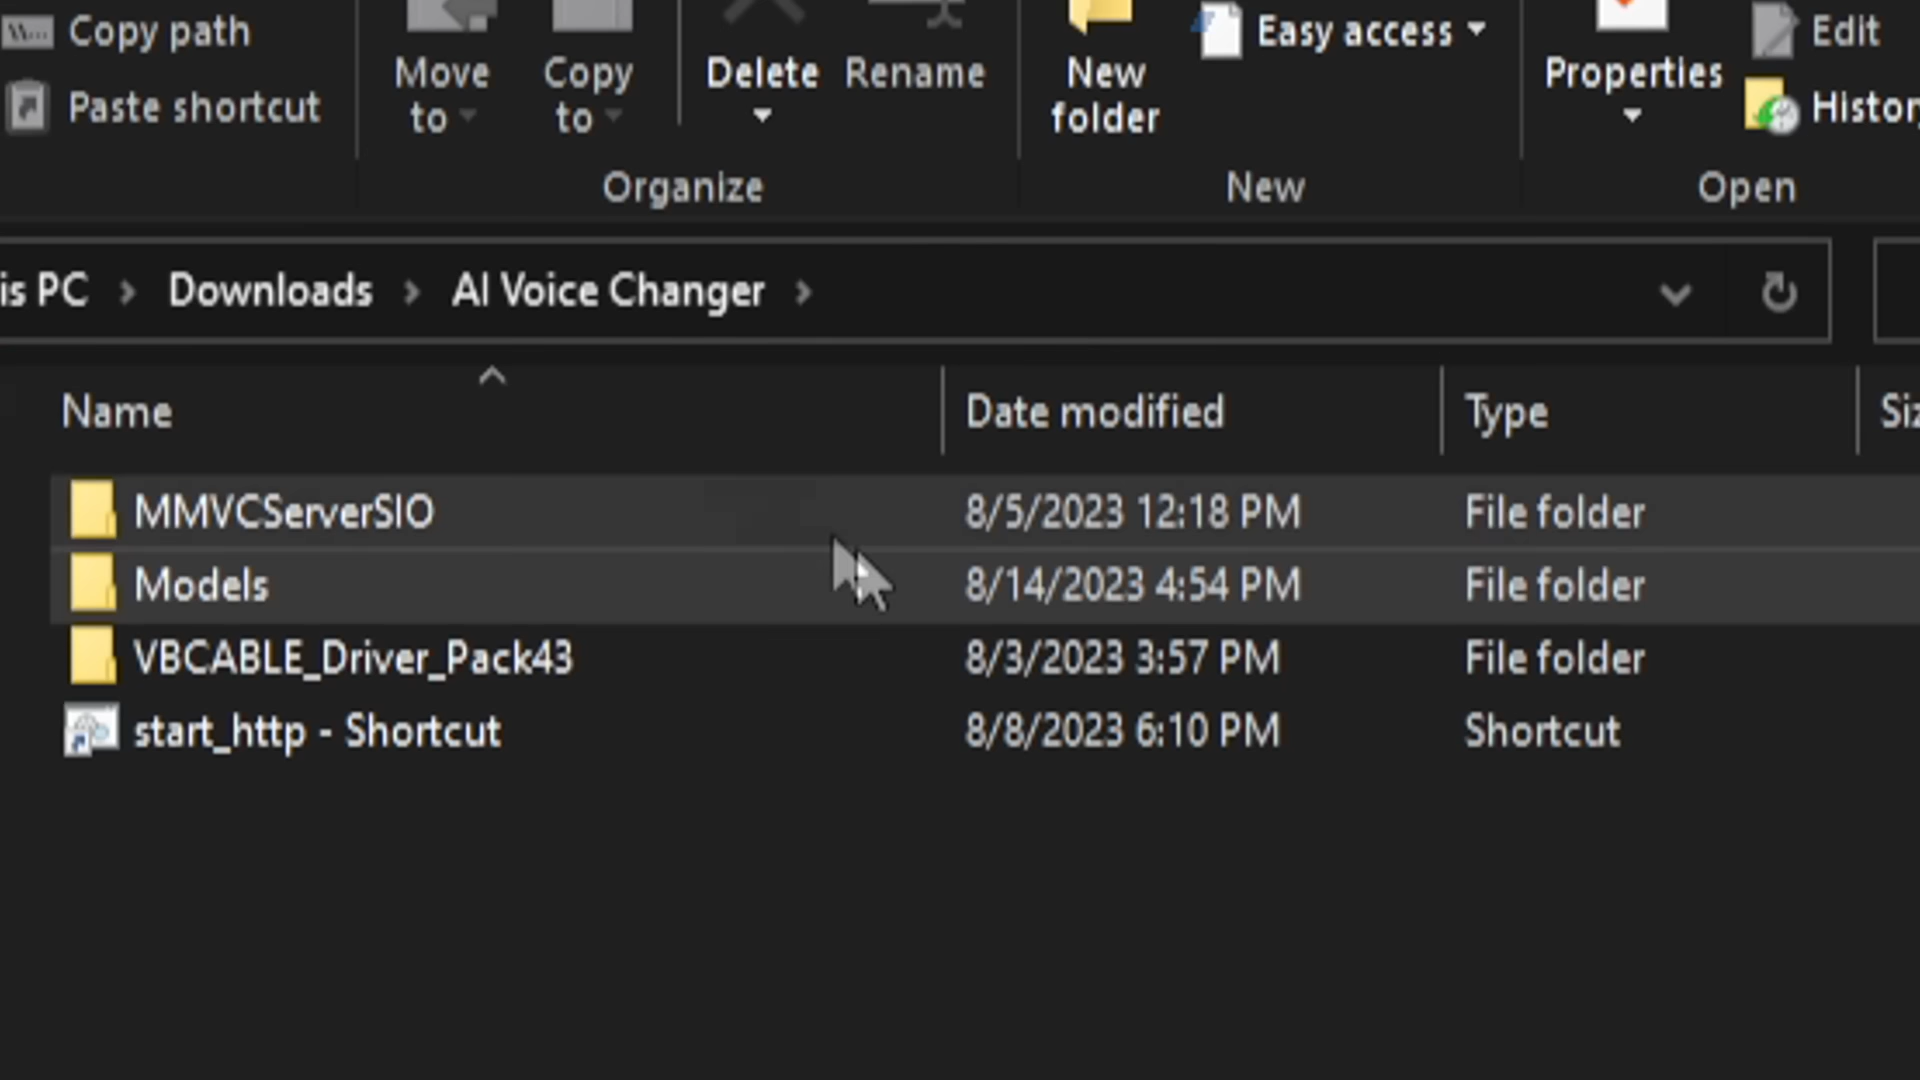 Copy path
Paste shortcut
Move
to
Copy
to
Delete
Rename
New
folder
Easy access
Properties
Edit
Organize
New
Open
PC > Downloads > AI Voice Changer >
Name Date modified Type
MMVCServerSIO 8/5/2023 12:18 PM File folder
Models 8/14/2023 4:54 PM File folder
VBCABLE_Driver_Pack43 8/3/2023 3:57 PM File folder
start_http - Shortcut 8/8/2023 6:10 PM Shortcut